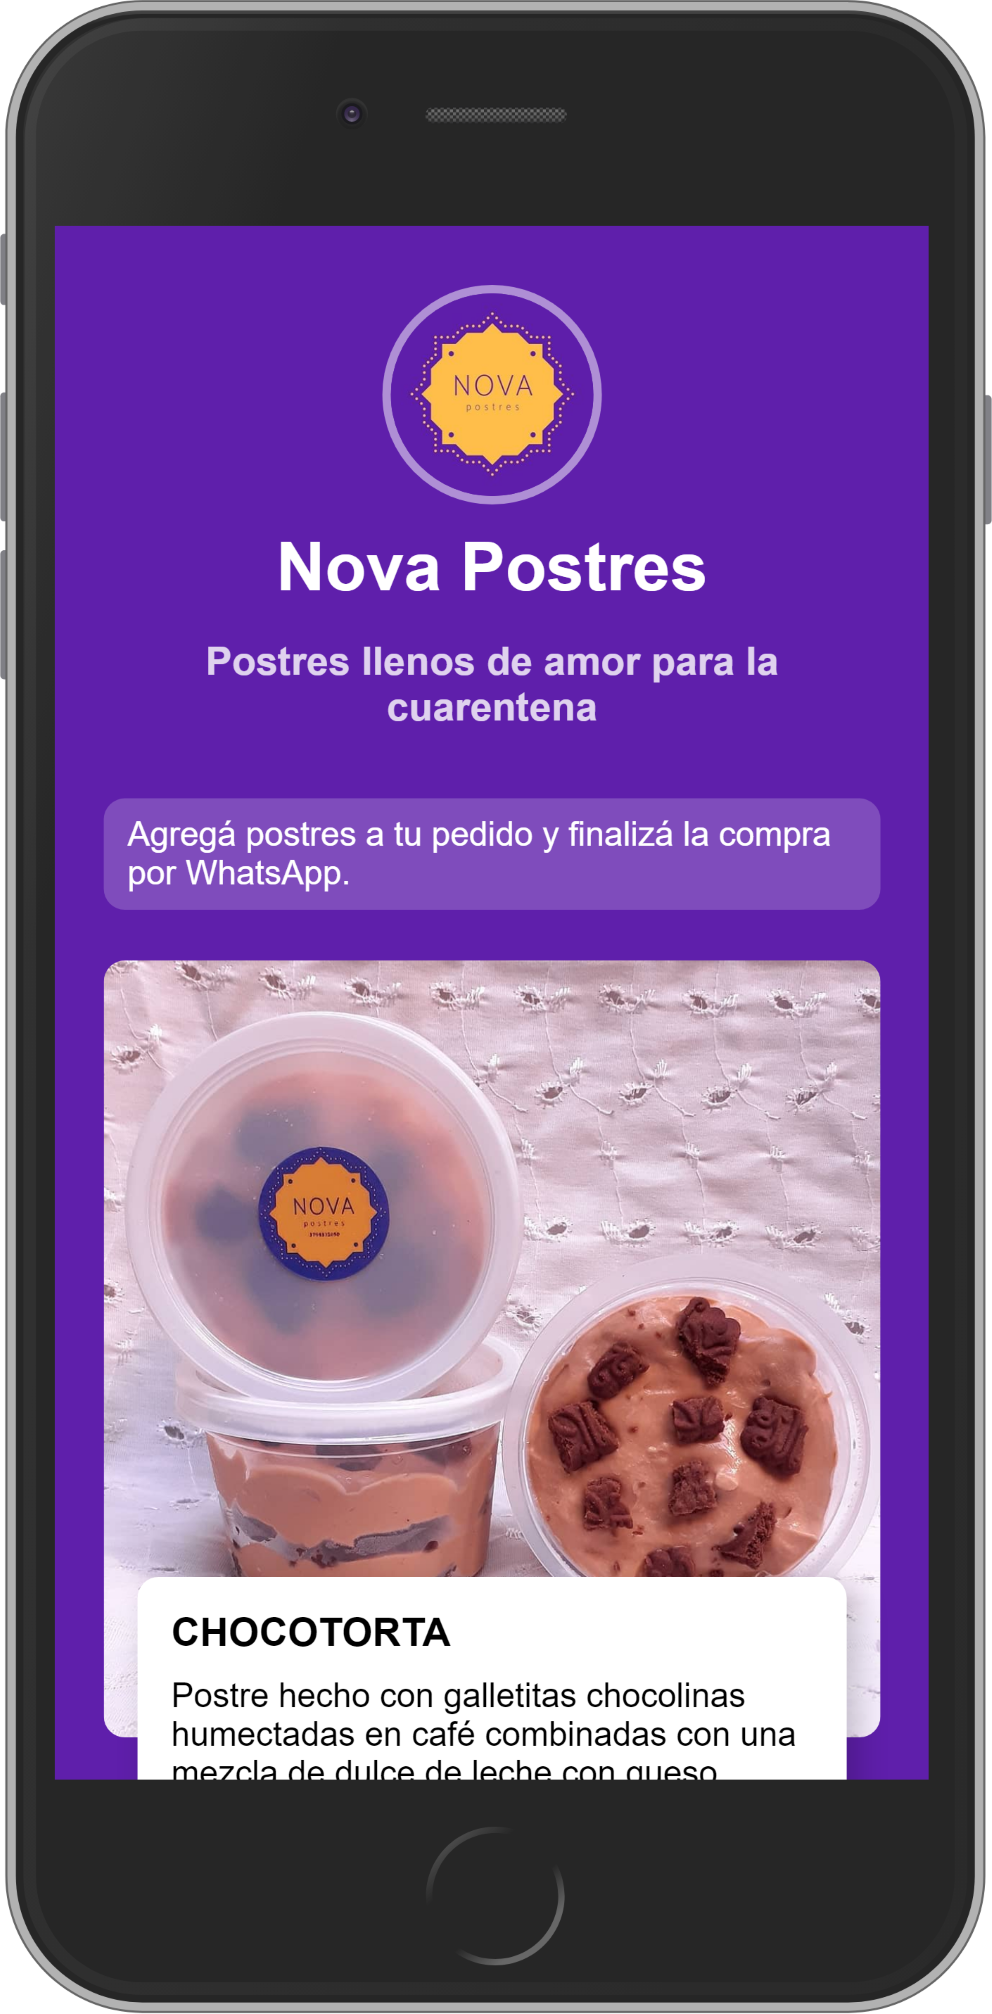 NOVA
postres
Nova Postres
Postres llenos de amor para la
cuarentena
Agregá postres a tu pedido y finalizá la compra
por WhatsApp.
NOVA
postres
CHOCOTORTA
Postre hecho con galletitas chocolinas
humectadas en café combinadas con una
mezcla de dulce de leche con queso